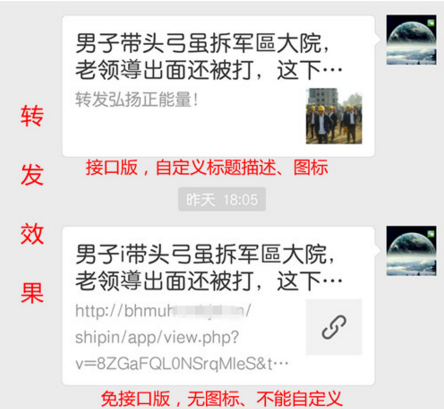 男子带头弓虽拆军區大院，
老领導出面还被打，这下…
转发弘扬正能量！
接口版，自定义标题描述、图标
转
发
效
果
昨天 18:05
男子i带头弓虽拆军區大院，
老领導出面还被打，这下…
http://bhmuh
shipin/app/view.php?
v=8ZGaFQL0NSrqMIeS&t…
免接口版，无图标、不能自定义